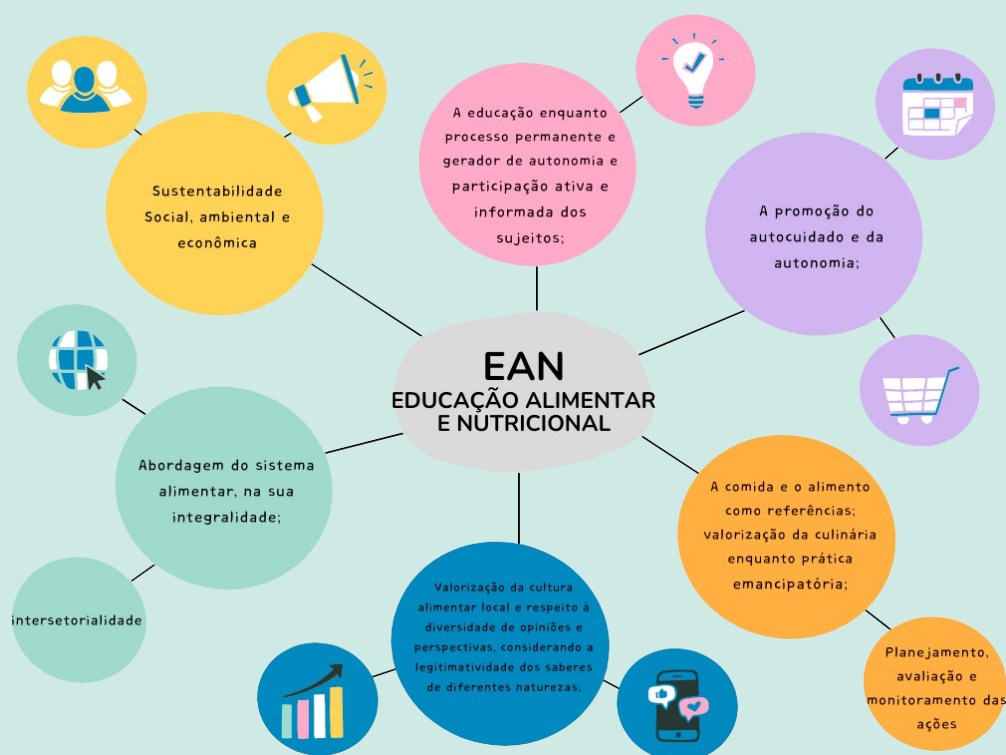 A educação enquanto
processo permanente e
gerador de autonomia e
participação ativa e
informada dos
sujeitos;
Sustentabilidade
Social, ambiental e
econômica
A promoção do
autocuidado e da
autonomia;
EAN
EDUCAÇÃO ALIMENTAR
E NUTRICIONAL
Abordagem do sistema
alimentar, na sua
integralidade;
A comida e o alimento
como referências;
valorização da culinária
enquanto prática
emancipatória;
intersetorialidade
Valorização da cultura
alimentar local e respeito à
diversidade de opiniões e
perspectivas, considerando a
legitimatividade dos saberes
de diferentes naturezas;
Planejamento,
avaliação e
monitoramento das
ações